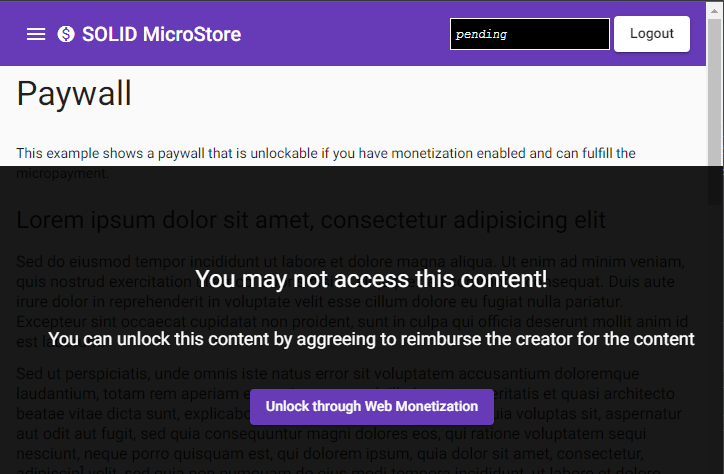 SOLID MicroStore
pending
Logout
Paywall
This example shows a paywall that is unlockable if you have monetization enabled and can fulfill the
micropayment.
Lorem ipsum dolor sit amet, consectetur adipisicing elit
Sed do eiusmod tempor incididunt ut labore et dolore magna aliqua. Ut enim ad minim veniam,
quis nostrud exercitation
You may not access this content!
consequat. Duis aute
irure dolor in reprehenderit in voluptate velit esse cillum dolore eu fugiat nulla pariatur.
Excepteur sint occaecat cupidatat non proident, sunt in culpa qui officia deserunt mollit anim id
est
You can unlock this content by aggreeing to reimburse the creator for the content
Sed ut perspiciatis, unde omnis iste natus error sit voluptatem accusantium doloremque
laudantium, totam rem aperiam
et quasi architecto
beatae vitae dicta sunt,
Unlock through Web Monetization
quia voluptas sit, aspernatur
aut odit aut fugit, sed quia consequuntur magni dolores eos, qui ratione voluptatem sequi
nesciunt, neque porro quisquam est, qui dolorem ipsum, quia dolor sit amet, consectetur,